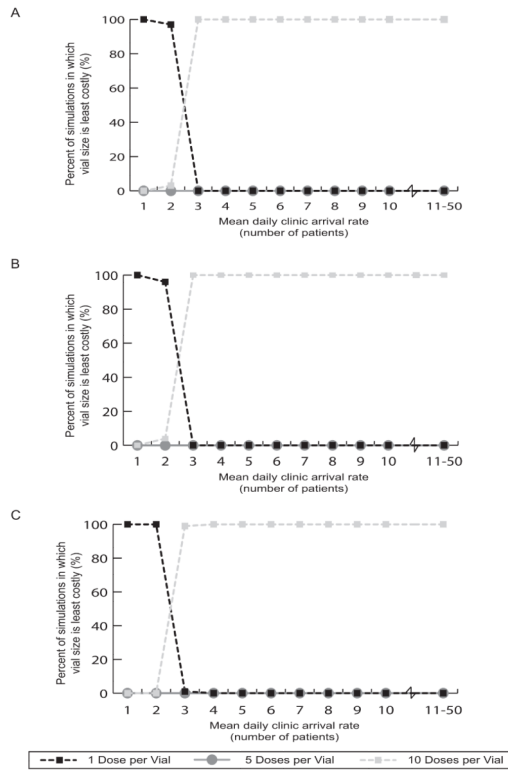 A
Percent of simulations in which
vial size is least costly (%)
100
80
60
40
20
0
1 2 3 4 5 6 7 8 9 10 11-50
Mean daily clinic arrival rate
(number of patients)
B
Percent of simulations in which
vial size is least costly (%)
100
80
60
40
20
0
1 2 3 4 5 6 7 8 9 10 11-50
Mean daily clinic arrival rate
(number of patients)
C
Percent of simulations in which
vial size is least costly (%)
100
80
60
40
20
0
1 2 3 4 5 6 7 8 9 10 11-50
Mean daily clinic arrival rate
(number of patients)
1 Dose per Vial 5 Doses per Vial 10 Doses per Vial